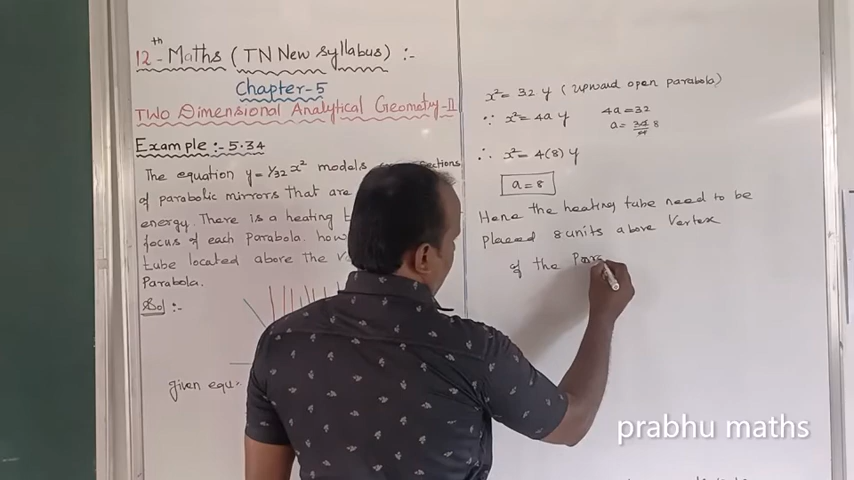 12th Maths (TN New Syllabus) :-
Chapter-5
TWO Dimensional Analytical Geometry-II
Example :- 5.34
The equation y = 1/32 x² models sections
of parabolic mirrors that are
energy. There is a heating
focus of each Parabola. how
tube located above the
Parabola.
Sol :-
given equ:
x² = 32 y (Upward open parabola)
∵ x² = 4a y 4a = 32
a = 8
∴ x² = 4(8) y
a = 8
Hence the heating tube need to be
placed 8 units above Vertex
of the Para
prabhu maths